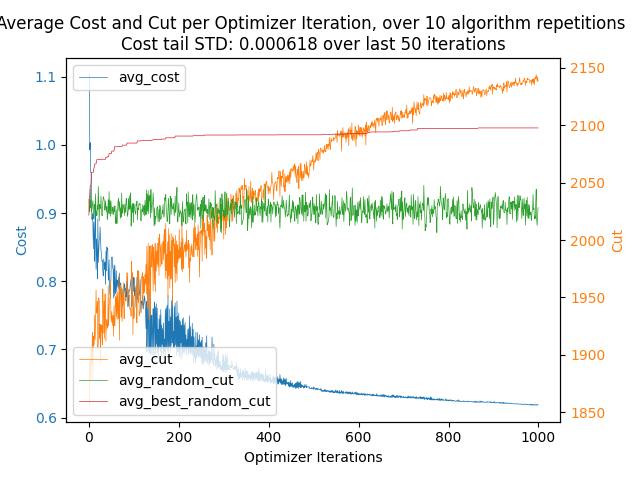 Average Cost and Cut per Optimizer Iteration, over 10 algorithm repetitions
Cost tail STD: 0.000618 over last 50 iterations
avg_cost
1.1
1.0
0.9
0.8
0.7
0.6
Cost
2150
2100
2050
2000
1950
1900
1850
Cut
avg_cut
avg_random_cut
avg_best_random_cut
0
200
400
600
800
1000
Optimizer Iterations